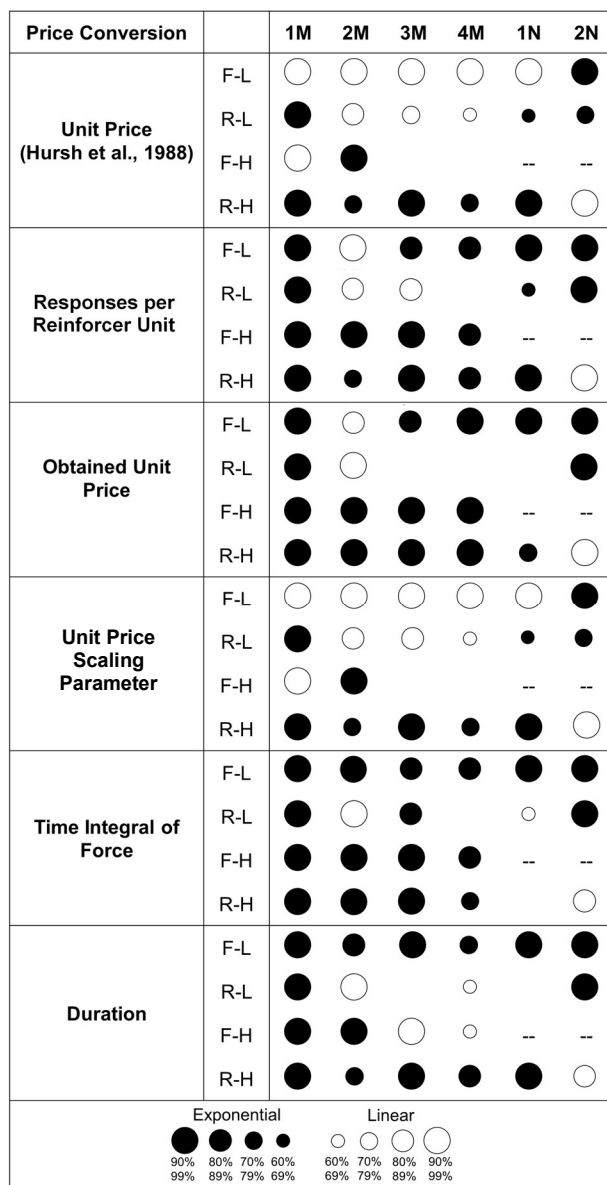 Price Conversion 1M 2M 3M 4M 1N 2N
F-L
Unit Price
(Hursh et al., 1988)
R-L
F-H -- --
R-H
F-L
Responses per
Reinforcer Unit
R-L
F-H -- --
R-H
F-L
Obtained Unit
Price
R-L
F-H -- --
R-H
F-L
Unit Price
Scaling
Parameter
R-L
F-H -- --
R-H
F-L
Time Integral of
Force
R-L
F-H -- --
R-H
F-L
Duration
R-L
F-H -- --
R-H
Exponential Linear
90% 80% 70% 60% 60% 70% 80% 90%
99% 89% 79% 69% 69% 79% 89% 99%